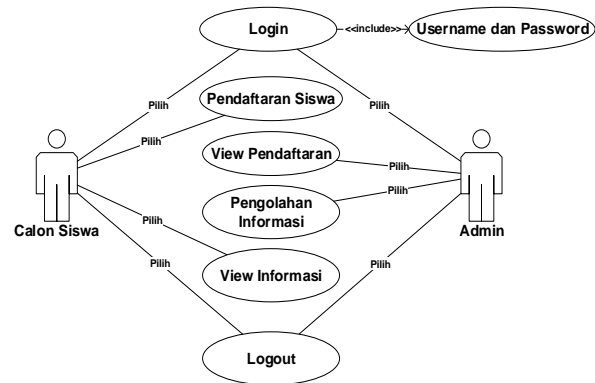 Login
<<include>>
Username dan Password
Pilih
Pilih
Pendaftaran Siswa
Pilih
Pilih
View Pendaftaran
Pilih
Pengolahan
Informasi
Pilih
Calon Siswa
Admin
Pilih
Pilih
Pilih
View Informasi
Logout